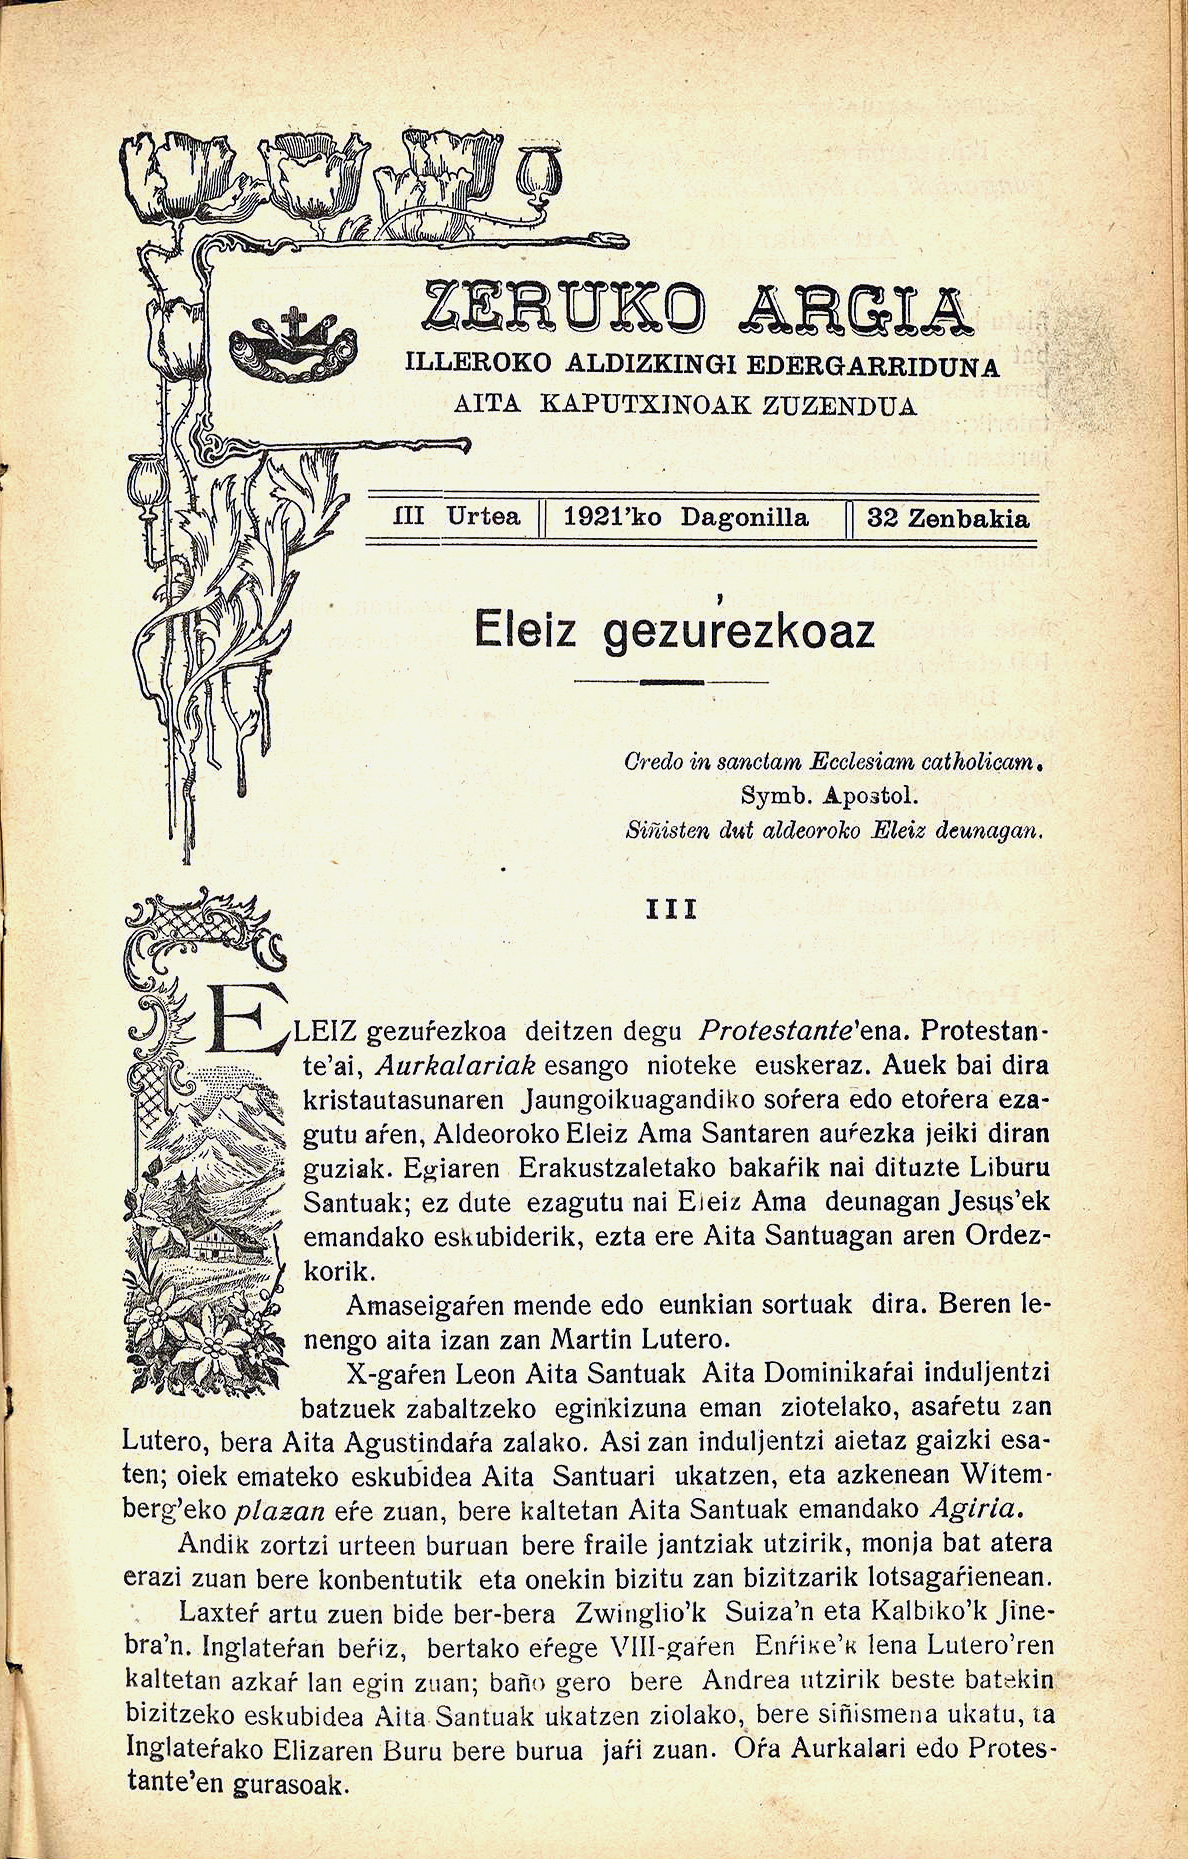 ZERUKO ARGIA
ILLEROKO ALDIZKINGI EDERGARRIDUNA
AITA KAPUTXINOAK ZUZENDUA
III Urtea || 1921'ko Dagonilla || 32 Zenbakia
Eleiz gezuŕezkoaz
Credo in sanctam Ecclesiam catholicam.
Symb. Apostol.
Siñisten dut aldeoroko Eleiz deunagan.
III
ELEIZ gezuŕezkoa deitzen degu Protestante'ena. Protestan-
te'ai, Aurkalariak esango nioteke euskeraz. Auek bai dira
kristautasunaren Jaungoikuagandiko soŕera edo etoŕera eza-
gutu aŕen, Aldeoroko Eleiz Ama Santaren auŕezka jeiki diran
guziak. Egiaren Erakustzaletako bakaŕik nai dituzte Liburu
Santuak; ez dute ezagutu nai Eleiz Ama deunagan Jesus'ek
emandako eskubiderik, ezta ere Aita Santuagan aren Ordez-
korik.
Amaseigaŕen mende edo eunkian sortuak dira. Beren le-
nengo aita izan zan Martin Lutero.
X-gaŕen Leon Aita Santuak Aita Dominikaŕai induljentzi
batzuek zabaltzeko eginkizuna eman ziotelako, asaŕetu zan
Lutero, bera Aita Agustindaŕa zalako. Asi zan induljentzi aietaz gaizki esa-
ten; oiek emateko eskubidea Aita Santuari ukatzen, eta azkenean Witem-
berg'eko plazan eŕe zuan, bere kaltetan Aita Santuak emandako Agiria.
Andik zortzi urteen buruan bere fraile jantziak utzirik, monja bat atera
erazi zuan bere konbentutik eta onekin bizitu zan bizitzarik lotsagaŕienean.
Laxteŕ artu zuen bide ber-bera Zwinglio'k Suiza'n eta Kalbiko'k Jine-
bra'n. Inglateŕan beŕiz, bertako eŕege VIII-gaŕen Enŕike'k lena Lutero'ren
kaltetan azkaŕ lan egin zuan; baño gero bere Andrea utzirik beste batekin
bizitzeko eskubidea Aita Santuak ukatzen ziolako, bere siñismena ukatu, ta
Inglateŕako Elizaren Buru bere burua jaŕi zuan. Oŕa Aurkalari edo Protes-
tante'en gurasoak.